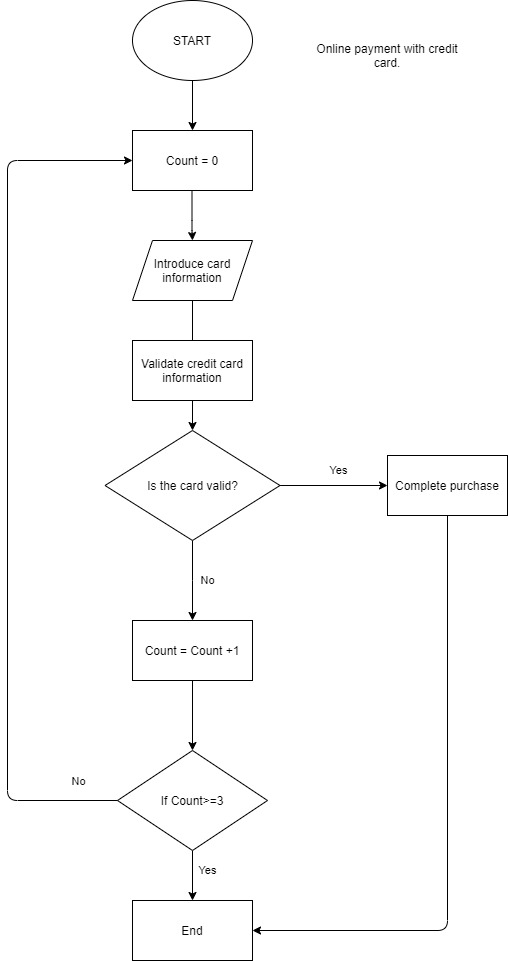 START
Online payment with credit
card.
Count = 0
Introduce card
information
Validate credit card
information
Is the card valid?
Yes
Complete purchase
No
Count = Count +1
No
If Count>=3
Yes
End